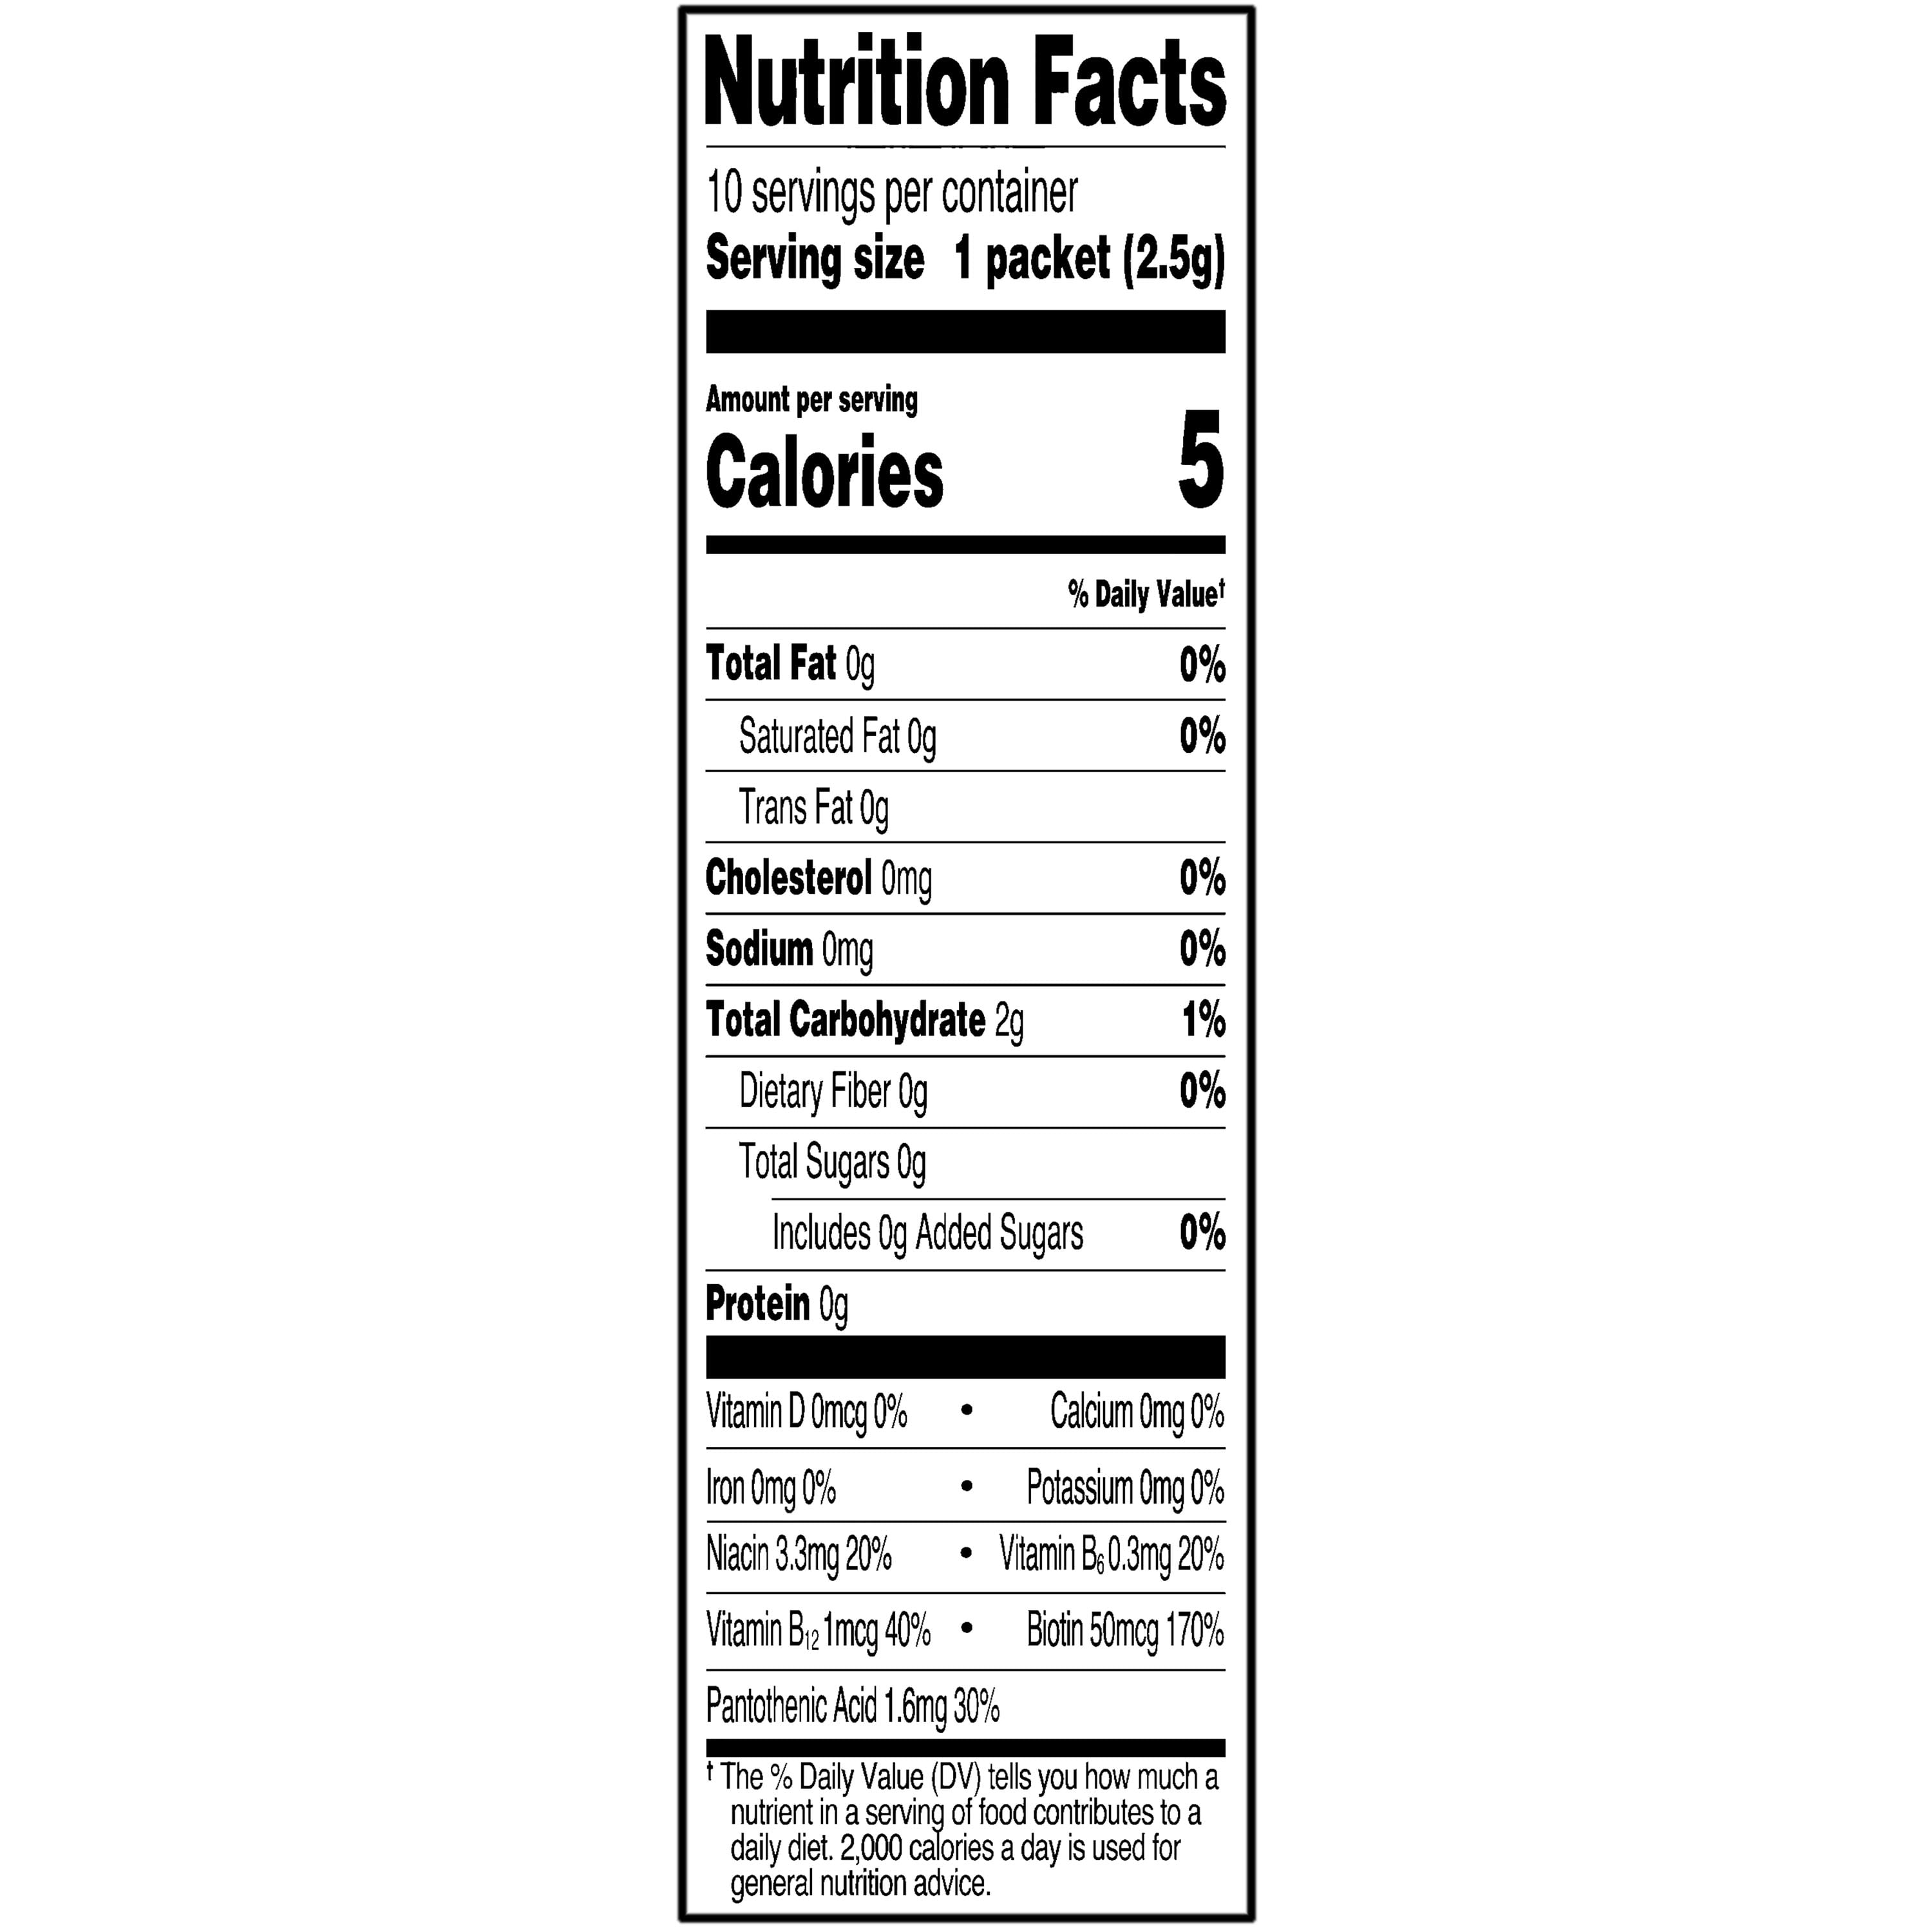 Nutrition Facts
10 servings per container
Serving size 1 packet (2.5g)
Amount per serving
Calories 5
% Daily Value†
Total Fat 0g 0%
Saturated Fat 0g 0%
Trans Fat 0g
Cholesterol 0mg 0%
Sodium 0mg 0%
Total Carbohydrate 2g 1%
Dietary Fiber 0g 0%
Total Sugars 0g
Includes 0g Added Sugars 0%
Protein 0g
Vitamin D 0mcg 0% • Calcium 0mg 0%
Iron 0mg 0% • Potassium 0mg 0%
Niacin 3.3mg 20% • Vitamin B₆ 0.3mg 20%
Vitamin B₁₂ 1mcg 40% • Biotin 50mcg 170%
Pantothenic Acid 1.6mg 30%
† The % Daily Value (DV) tells you how much a
nutrient in a serving of food contributes to a
daily diet. 2,000 calories a day is used for
general nutrition advice.